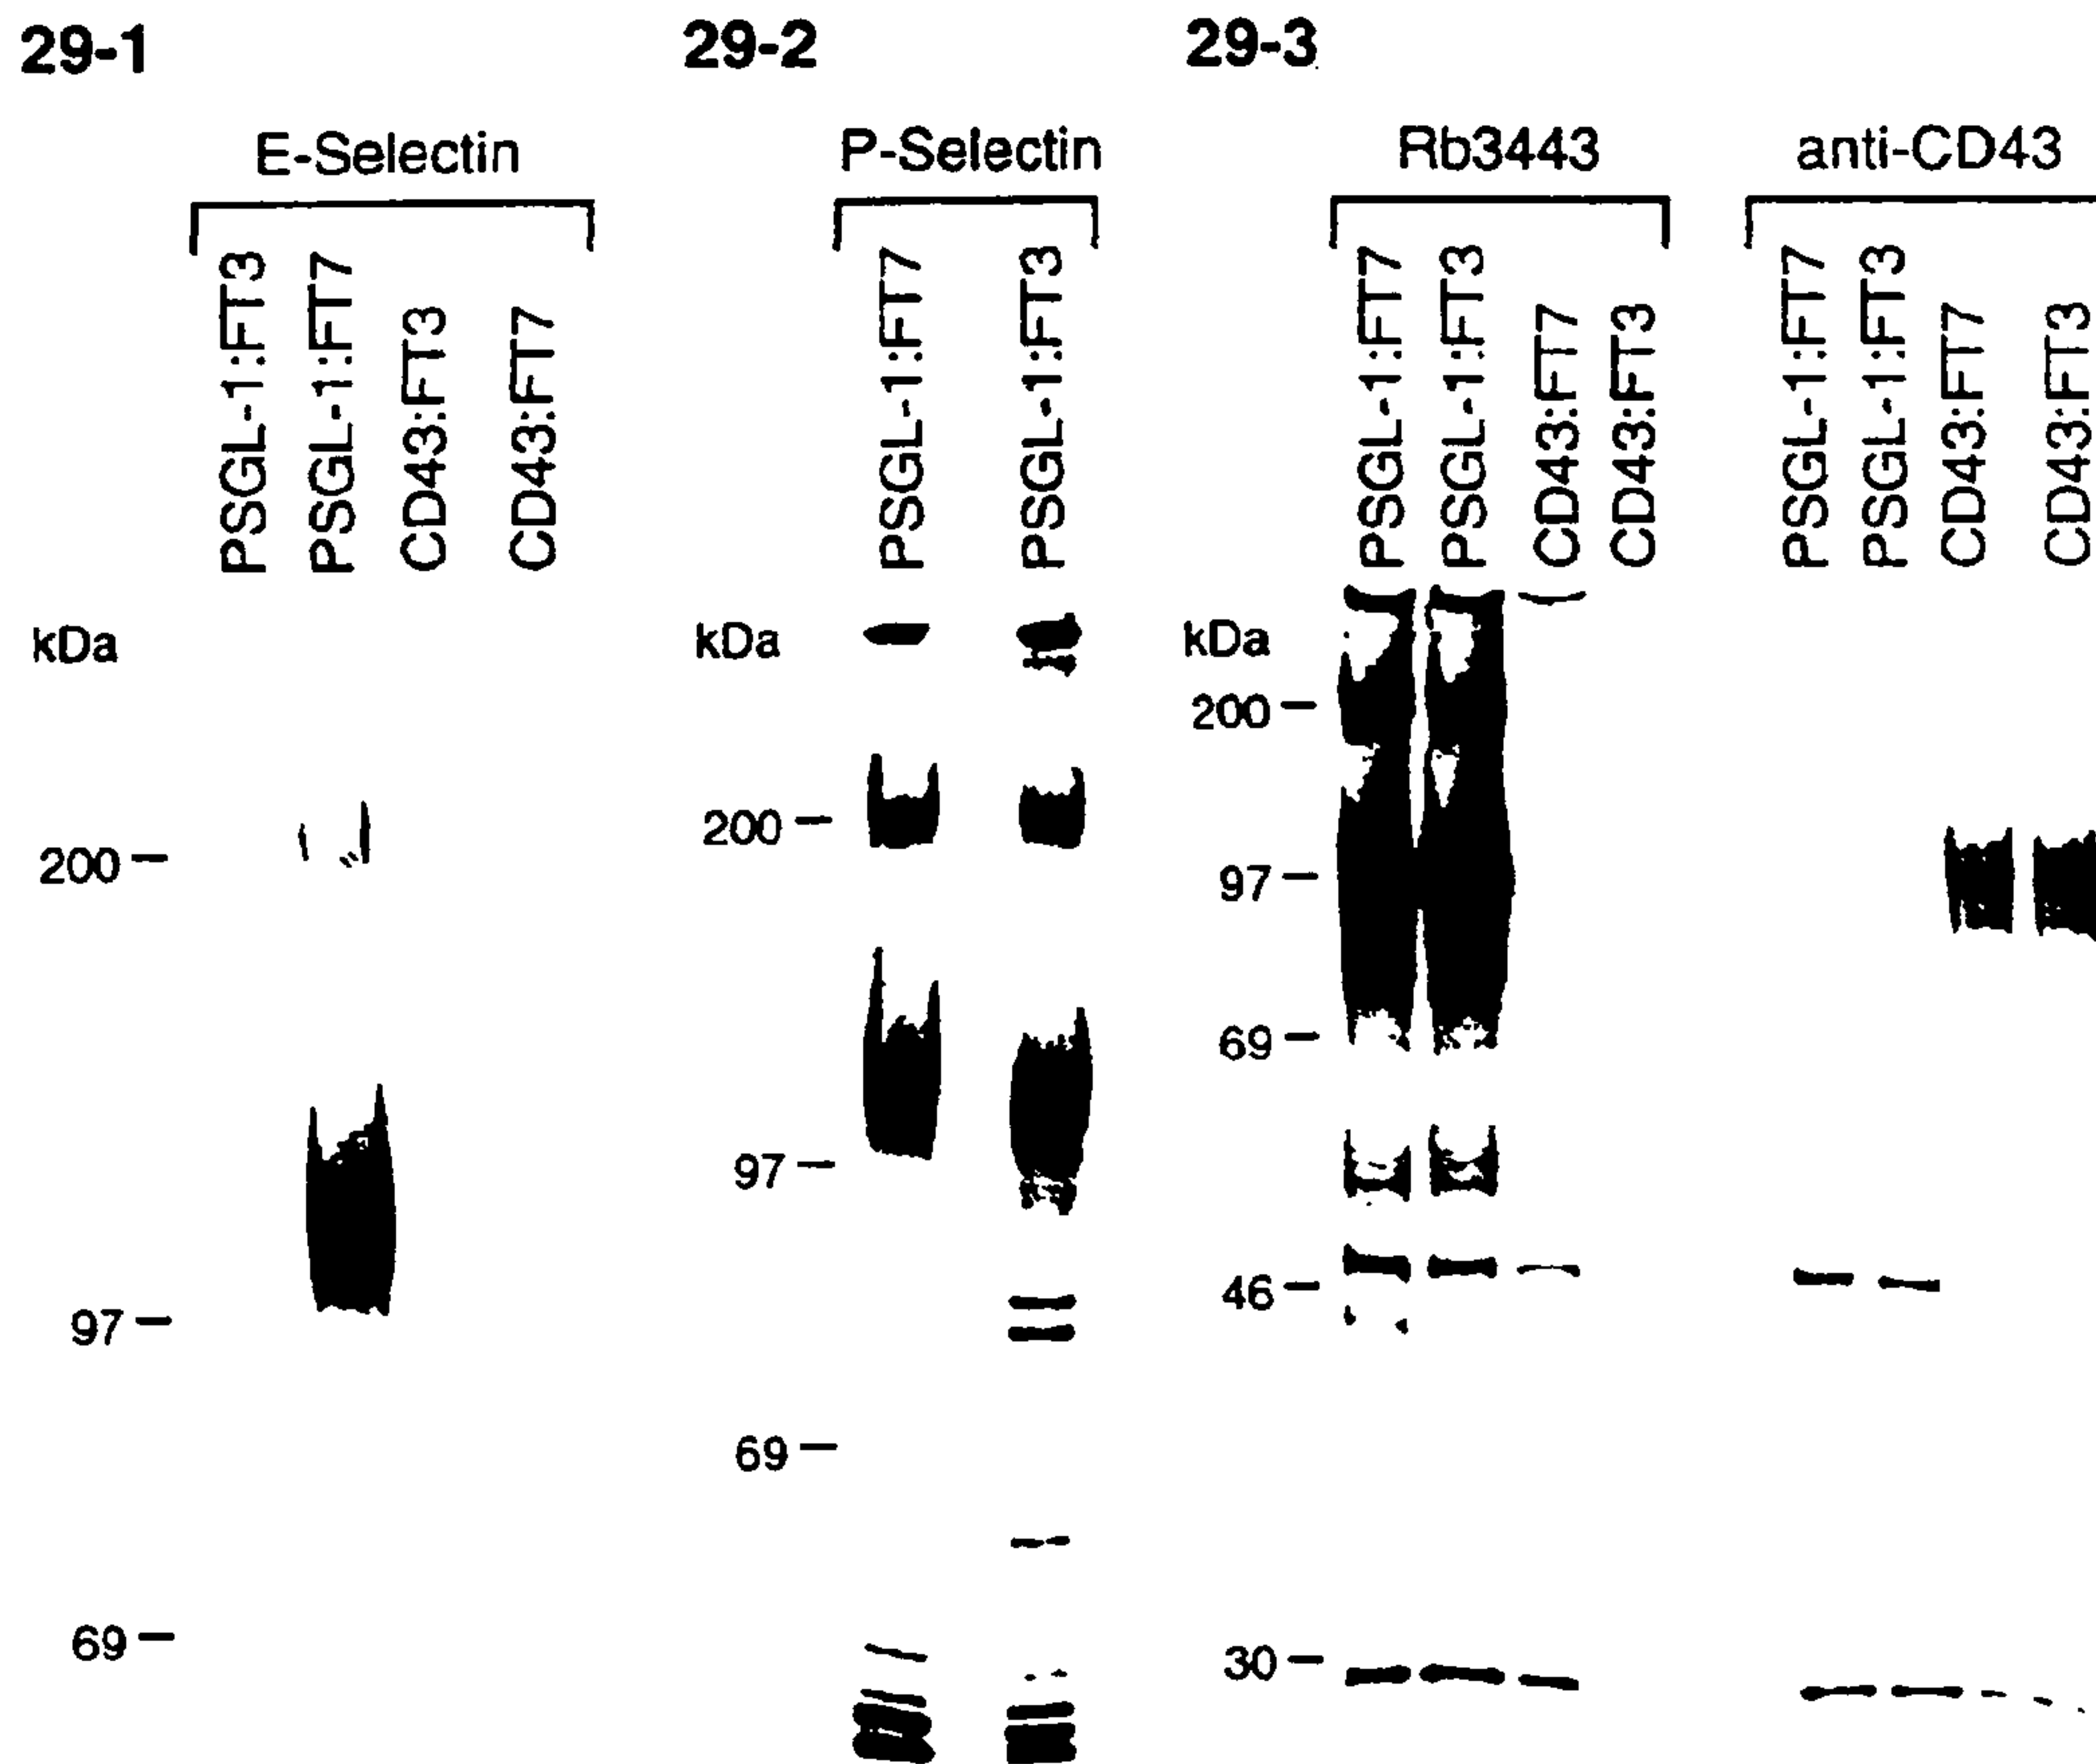 29-1
E-Selectin
PSGL-1:FT3
PSGL-1:FT7
CD43:FT3
CD43:FT7
kDa
200
97
69
29-2
P-Selectin
PSGL-1:FT7
PSGL-1:FT3
kDa
200
97
69
29-3
Rb3443
anti-CD43
PSGL-1:FT7
PSGL-1:FT3
CD43:FT7
CD43:FT3
PSGL-1:FT7
PSGL-1:FT3
CD43:FT7
CD43:FT3
kDa
200
97
69
46
30